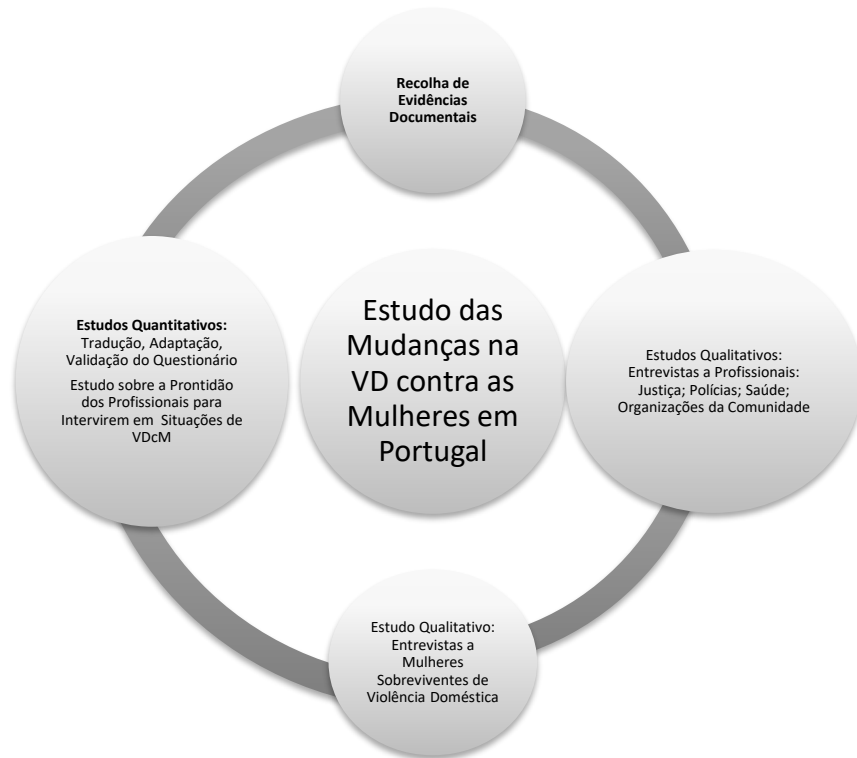 Recolha de
Evidências
Documentais
Estudos Quantitativos:
Tradução, Adaptação,
Validação do Questionário
Estudo sobre a Prontidão
dos Profissionais para
Intervirem em Situações de
VDcM
Estudo das
Mudanças na
VD contra as
Mulheres em
Portugal
Estudos Qualitativos:
Entrevistas a Profissionais:
Justiça; Polícias; Saúde;
Organizações da Comunidade
Estudo Qualitativo:
Entrevistas a
Mulheres
Sobreviventes de
Violência Doméstica